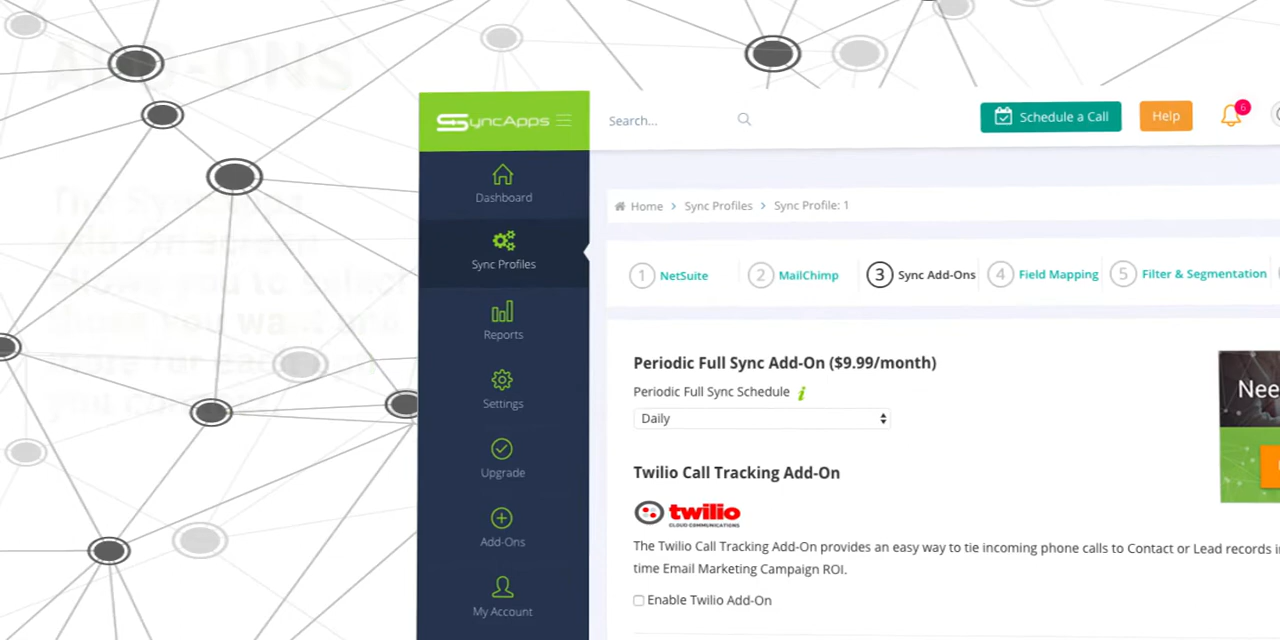 ADD-ONS
SyncApps
Search...
Schedule a Call
Help
6
Dashboard
Sync Profiles
Reports
Settings
Upgrade
Add-Ons
My Account
Home > Sync Profiles > Sync Profile: 1
1 NetSuite
2 MailChimp
3 Sync Add-Ons
4 Field Mapping
5 Filter & Segmentation
Periodic Full Sync Add-On ($9.99/month)
Periodic Full Sync Schedule i
Daily
Twilio Call Tracking Add-On
twilio
CLOUD COMMUNICATIONS
The Twilio Call Tracking Add-On provides an easy way to tie incoming phone calls to Contact or Lead records
time Email Marketing Campaign ROI.
Enable Twilio Add-On